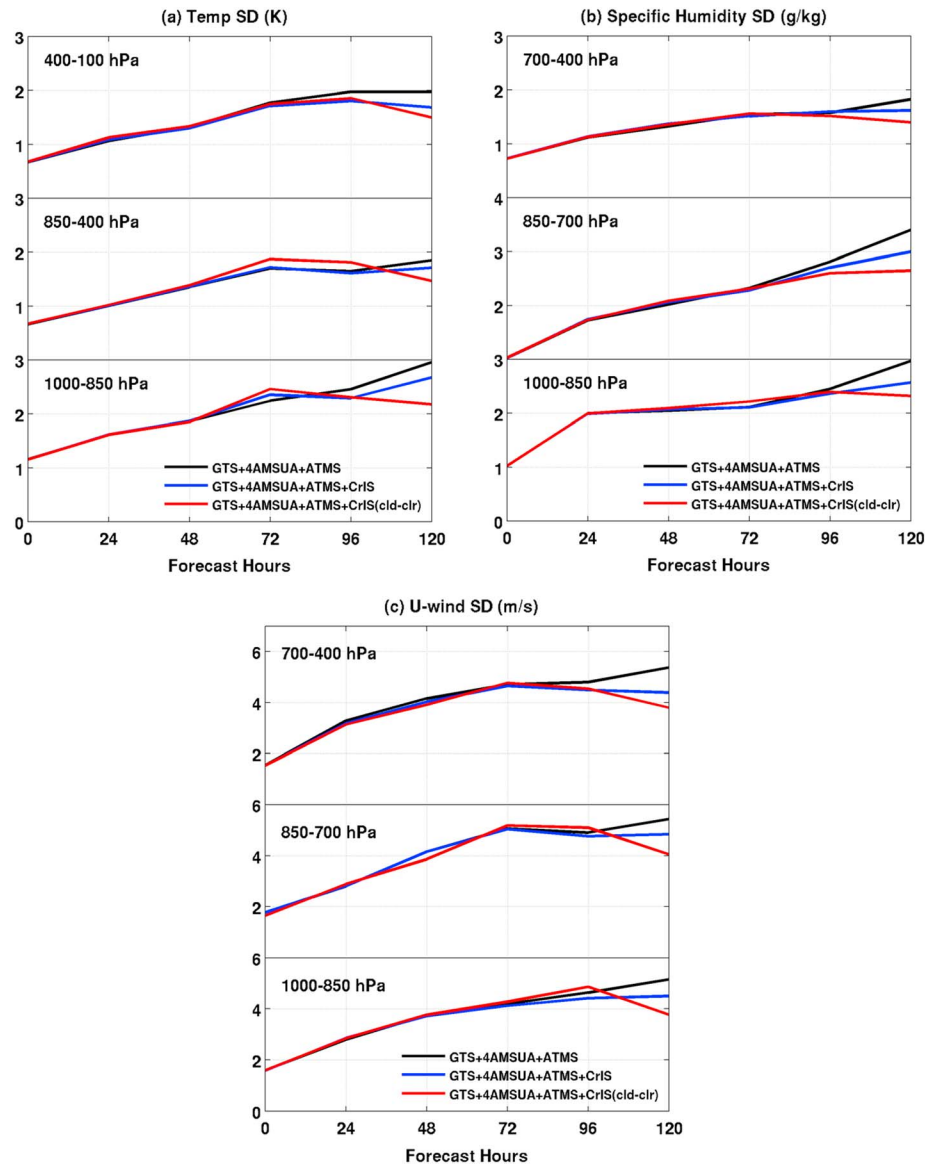 (a) Temp SD (K)
3
400-100 hPa
2
1
3
850-400 hPa
2
1
3
1000-850 hPa
2
1
GTS+4AMSUA+ATMS
GTS+4AMSUA+ATMS+CrIS
GTS+4AMSUA+ATMS+CrIS(cld-clr)
0
0 24 48 72 96 120
Forecast Hours
(b) Specific Humidity SD (g/kg)
3
700-400 hPa
2
1
4
850-700 hPa
3
2
3
1000-850 hPa
2
1
GTS+4AMSUA+ATMS
GTS+4AMSUA+ATMS+CrIS
GTS+4AMSUA+ATMS+CrIS(cld-clr)
0
0 24 48 72 96 120
Forecast Hours
(c) U-wind SD (m/s)
6
700-400 hPa
4
2
6
850-700 hPa
4
2
6
1000-850 hPa
4
2
GTS+4AMSUA+ATMS
GTS+4AMSUA+ATMS+CrIS
GTS+4AMSUA+ATMS+CrIS(cld-clr)
0
0 24 48 72 96 120
Forecast Hours